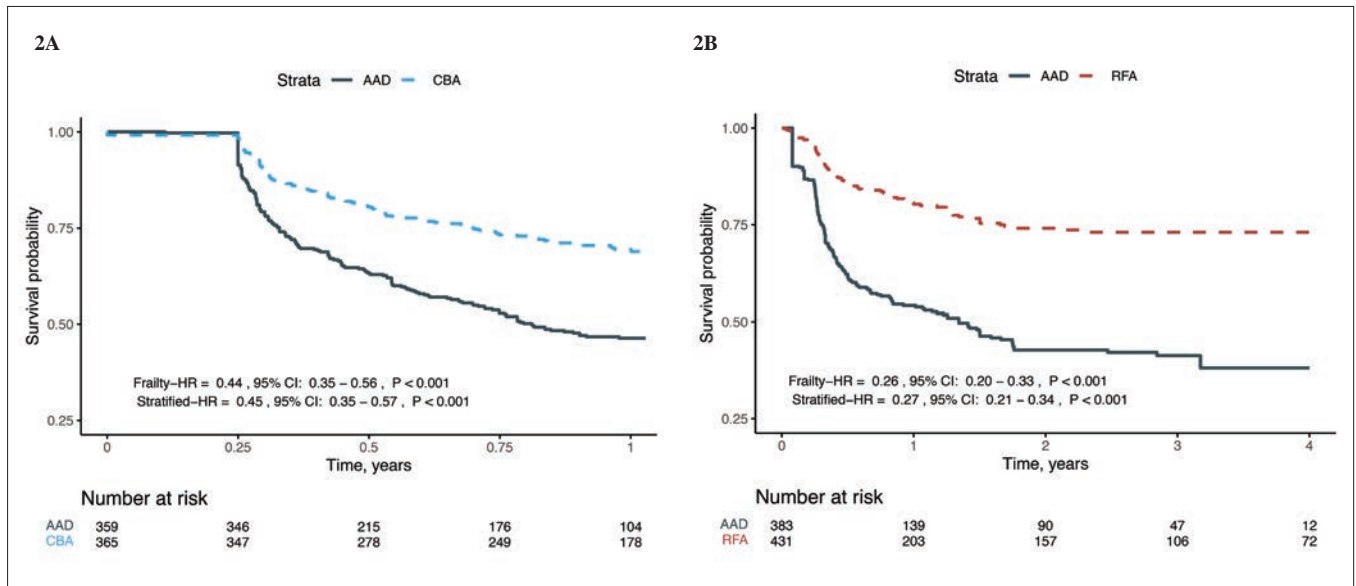 2A
Strata AAD CBA
1.00
0.75
0.50
0.25
Survival probability
Frailty-HR = 0.44 , 95% CI: 0.35 – 0.56 , P < 0.001
Stratified-HR = 0.45 , 95% CI: 0.35 – 0.57 , P < 0.001
0 0.25 0.5 0.75 1
Time, years
Number at risk
AAD 359 346 215 176 104
CBA 365 347 278 249 178
2B
Strata AAD RFA
1.00
0.75
0.50
0.25
Survival probability
Frailty-HR = 0.26 , 95% CI: 0.20 – 0.33 , P < 0.001
Stratified-HR = 0.27 , 95% CI: 0.21 – 0.34 , P < 0.001
0 1 2 3 4
Time, years
Number at risk
AAD 383 139 90 47 12
RFA 431 203 157 106 72